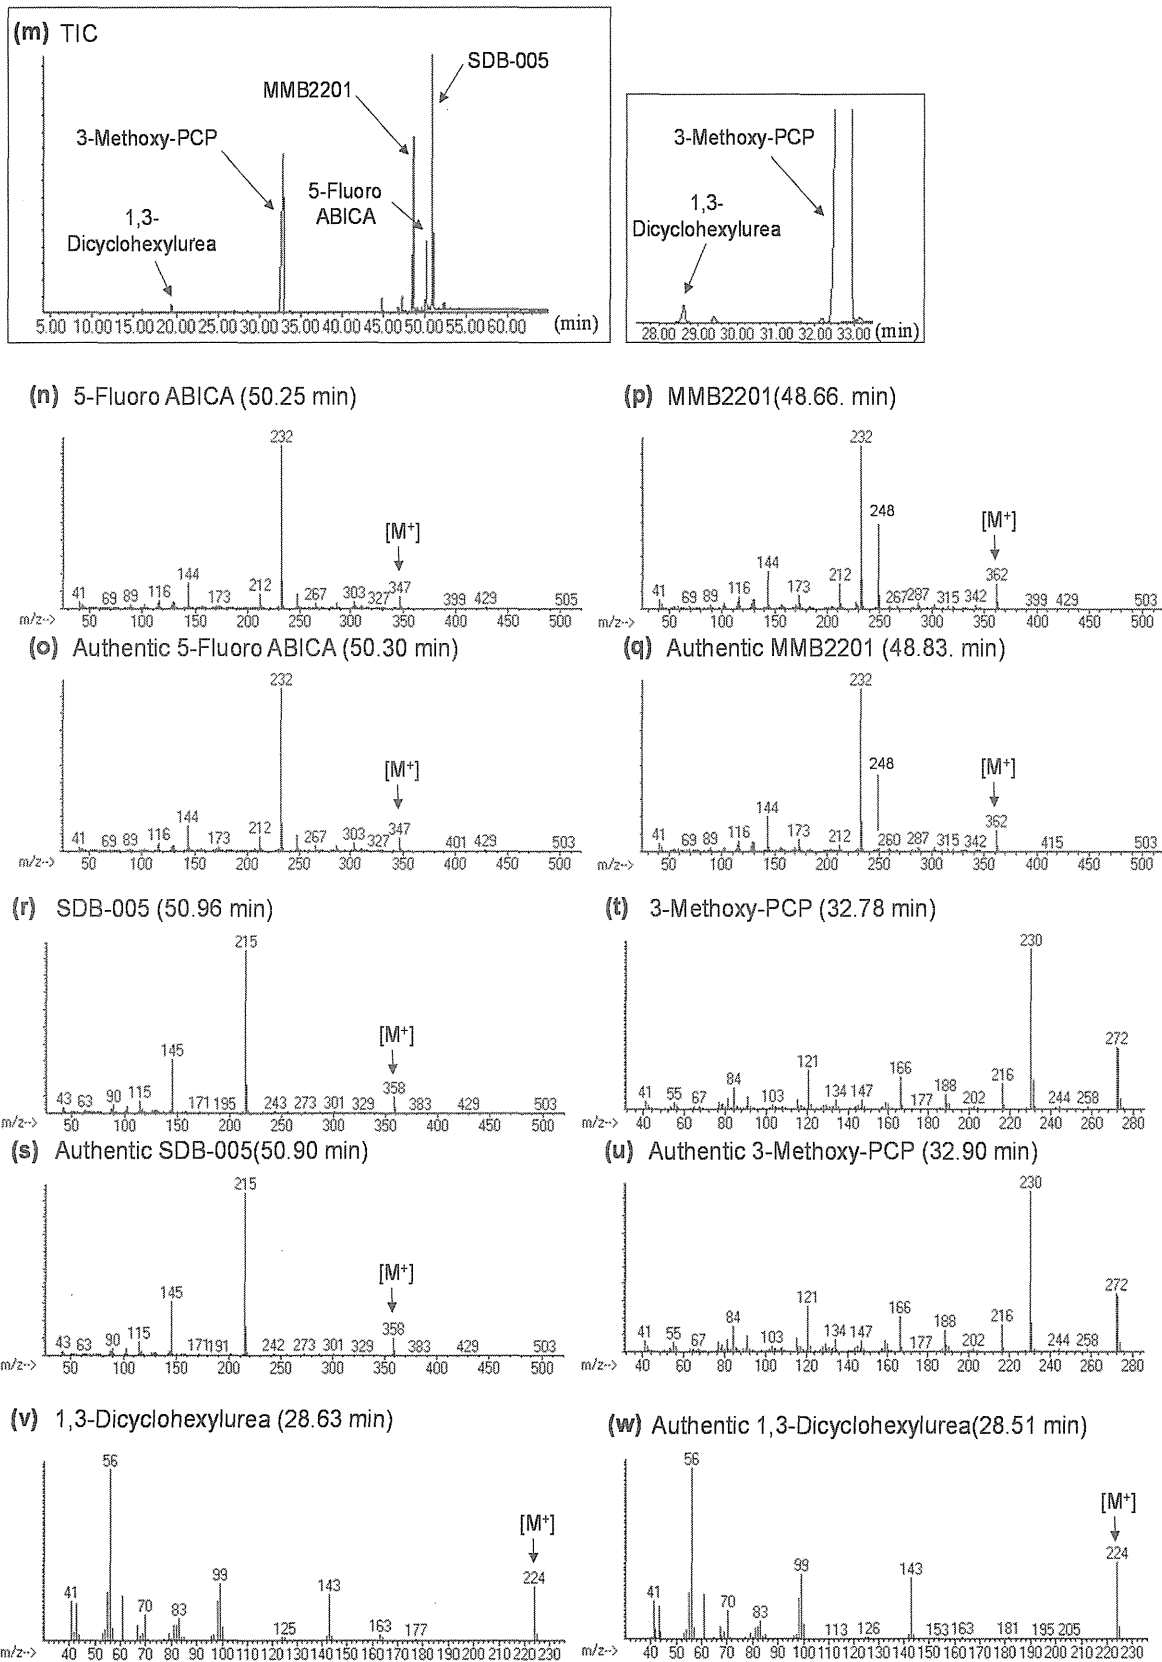 (m) TIC
SDB-005
MMB2201
3-Methoxy-PCP
5-Fluoro
ABICA
1,3-
Dicyclohexylurea
5.00 10.00 15.00 20.00 25.00 30.00 35.00 40.00 45.00 50.00 55.00 60.00 (min)
3-Methoxy-PCP
1,3-
Dicyclohexylurea
28.00 29.00 30.00 31.00 32.00 33.00 (min)
(n) 5-Fluoro ABICA (50.25 min)
232
[M+]
41 69 89 116 144 173 212 267 303 327 347 399 429 505
m/z--> 50 100 150 200 250 300 350 400 450 500
(p) MMB2201(48.66. min)
232
248
[M+]
41 69 89 116 144 173 212 267 287 315 342 362 399 429 503
m/z--> 50 100 150 200 250 300 350 400 450 500
(o) Authentic 5-Fluoro ABICA (50.30 min)
232
[M+]
41 69 89 116 144 173 212 267 303 327 347 401 429 503
m/z--> 50 100 150 200 250 300 350 400 450 500
(q) Authentic MMB2201 (48.83. min)
232
248
[M+]
41 69 89 116 144 173 212 260 287 315 342 362 415 503
m/z--> 50 100 150 200 250 300 350 400 450 500
(r) SDB-005 (50.96 min)
215
[M+]
43 63 90 115 145 171 195 243 273 301 329 358 383 429 503
m/z--> 50 100 150 200 250 300 350 400 450 500
(t) 3-Methoxy-PCP (32.78 min)
230
272
41 55 67 84 103 121 134 147 166 177 188 202 216 244 258
m/z--> 40 60 80 100 120 140 160 180 200 220 240 260 280
(s) Authentic SDB-005(50.90 min)
215
[M+]
43 63 90 115 145 171 191 242 273 301 329 358 383 429 503
m/z--> 50 100 150 200 250 300 350 400 450 500
(u) Authentic 3-Methoxy-PCP (32.90 min)
230
272
41 55 67 84 103 121 134 147 166 177 188 202 216 244 258
m/z--> 40 60 80 100 120 140 160 180 200 220 240 260 280
(v) 1,3-Dicyclohexylurea (28.63 min)
56
[M+]
41 70 83 99 125 143 163 177 224
m/z--> 40 50 60 70 80 90 100 110 120 130 140 150 160 170 180 190 200 210 220 230
(w) Authentic 1,3-Dicyclohexylurea(28.51 min)
56
[M+]
41 70 83 99 113 126 143 153 163 181 195 205 224
m/z--> 40 50 60 70 80 90 100 110 120 130 140 150 160 170 180 190 200 210 220 230